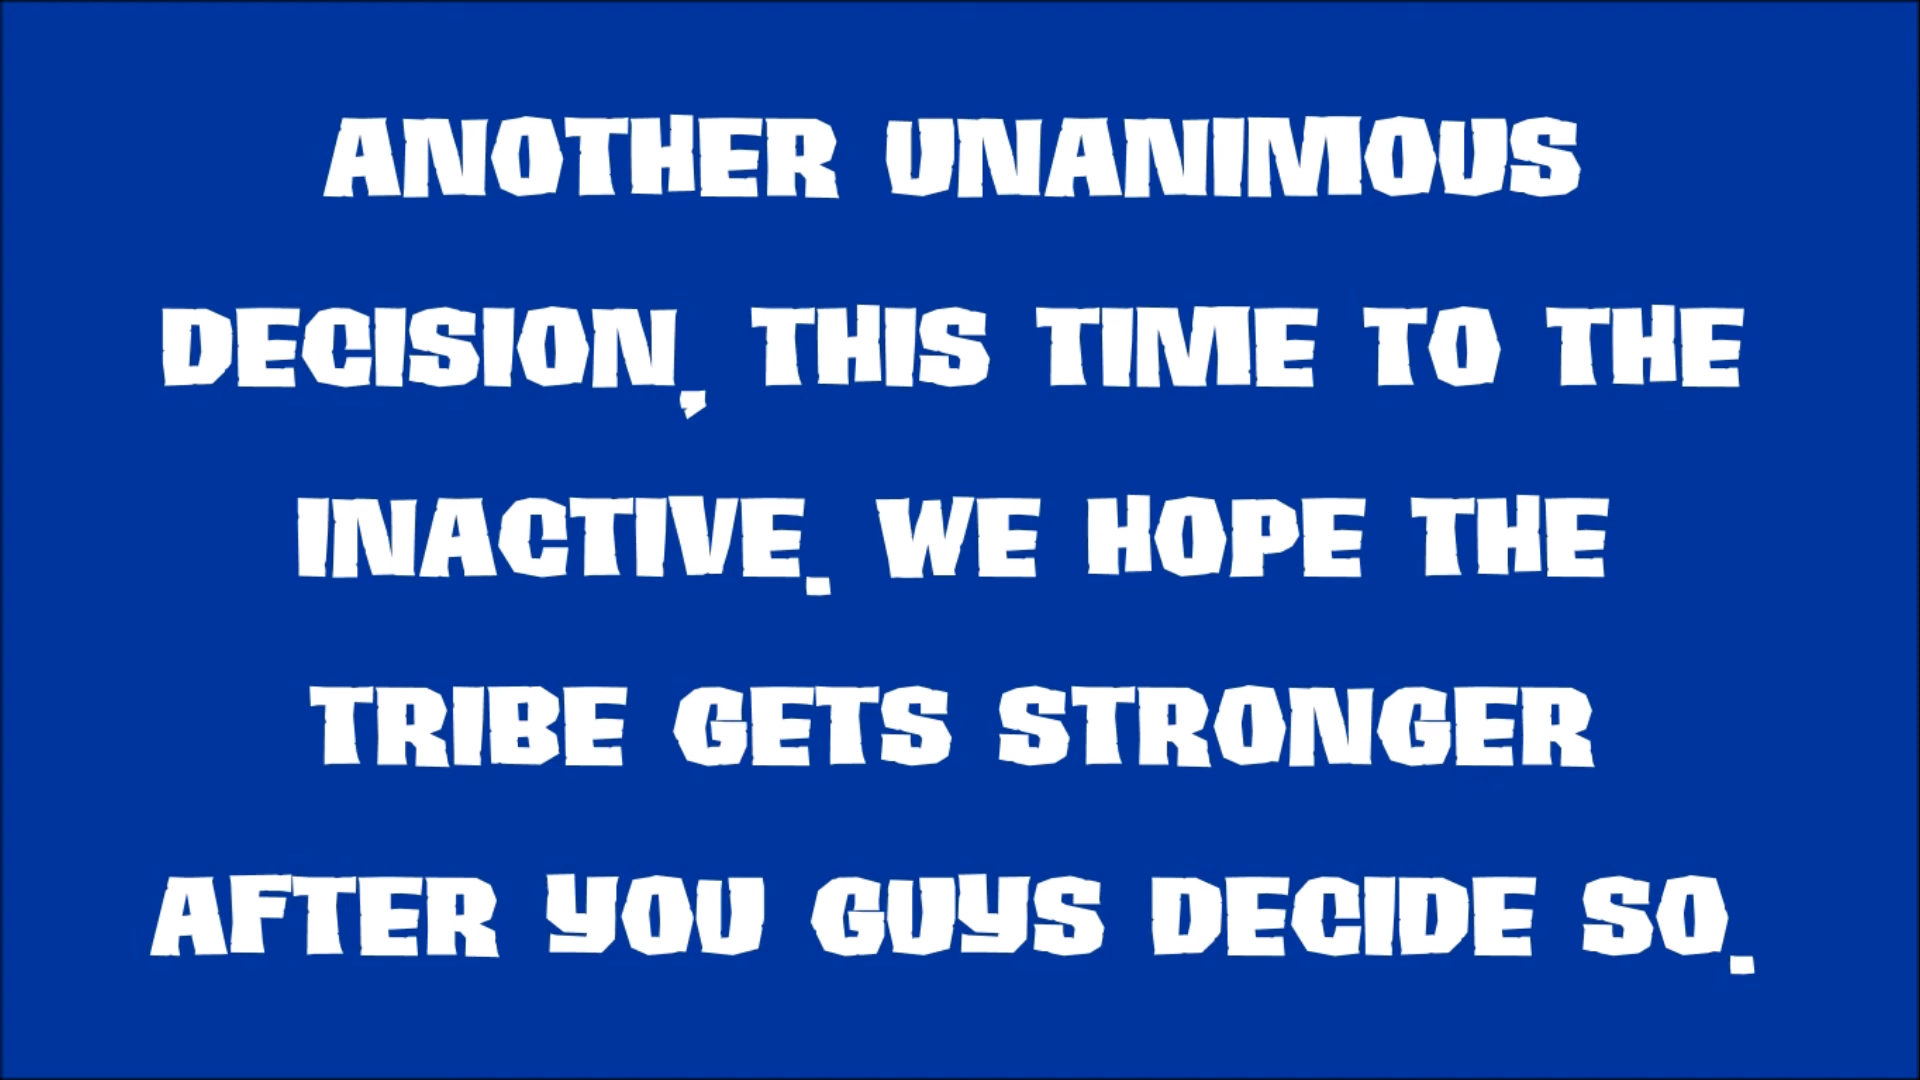 ANOTHER UNANIMOUS
DECISION, THIS TIME TO THE
INACTIVE. WE HOPE THE
TRIBE GETS STRONGER
AFTER YOU GUYS DECIDE SO.